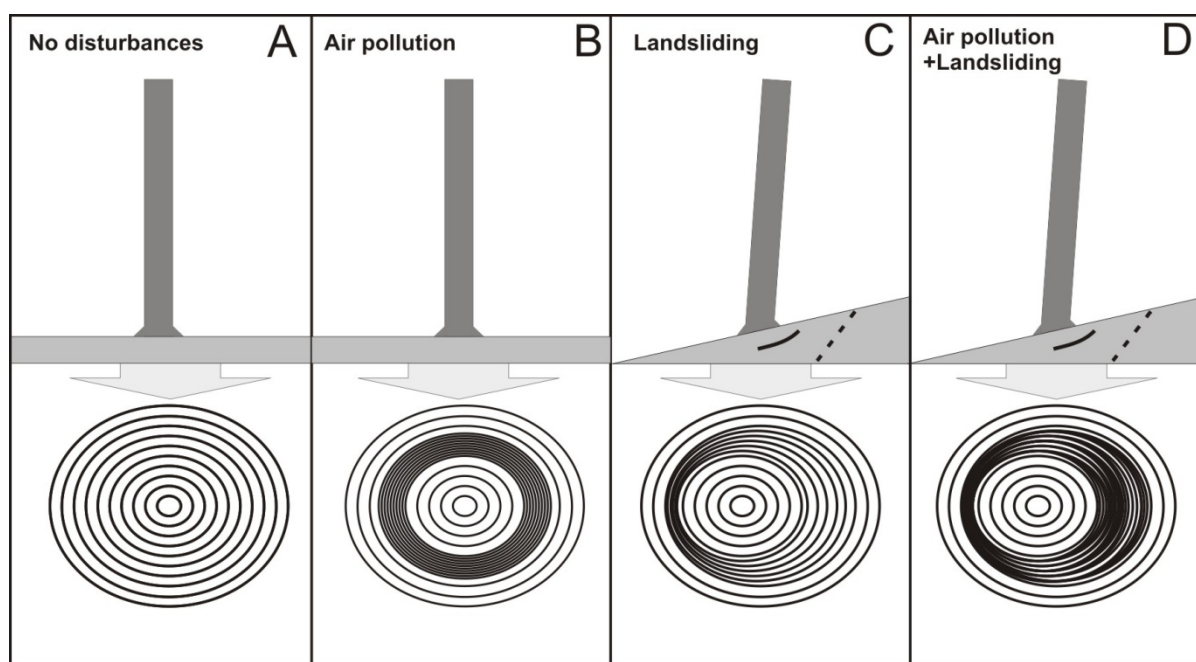 No disturbances
A
Air pollution
B
Landsliding
C
Air pollution
+Landsliding
D